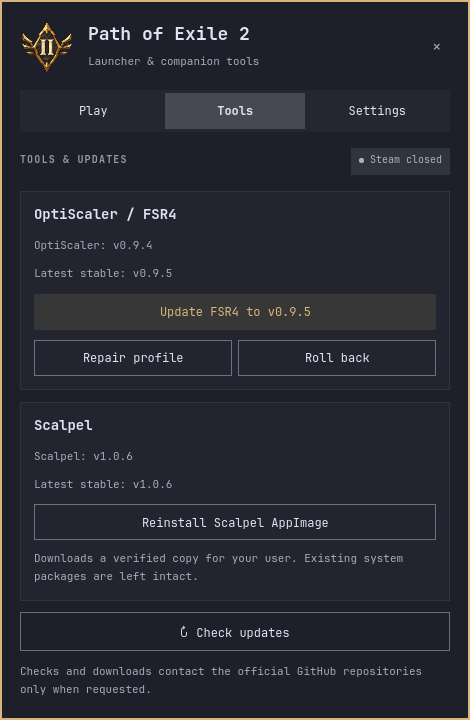 II
Path of Exile 2
Launcher & companion tools
×
Play
Tools
Settings
TOOLS & UPDATES
Steam closed
OptiScaler / FSR4
OptiScaler: v0.9.4
Latest stable: v0.9.5
Update FSR4 to v0.9.5
Repair profile
Roll back
Scalpel
Scalpel: v1.0.6
Latest stable: v1.0.6
Reinstall Scalpel AppImage
Downloads a verified copy for your user. Existing system
packages are left intact.
Check updates
Checks and downloads contact the official GitHub repositories
only when requested.